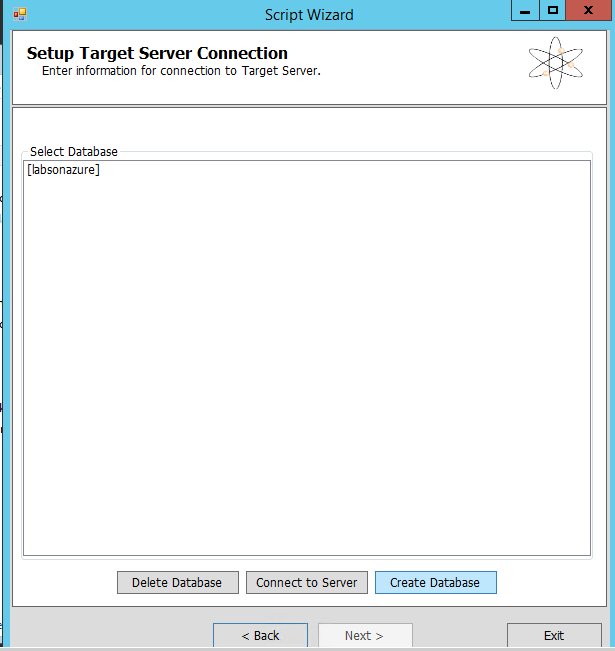 Script Wizard
Setup Target Server Connection
Enter information for connection to Target Server.
Select Database
[labsonazure]
Delete Database Connect to Server Create Database
< Back Next > Exit